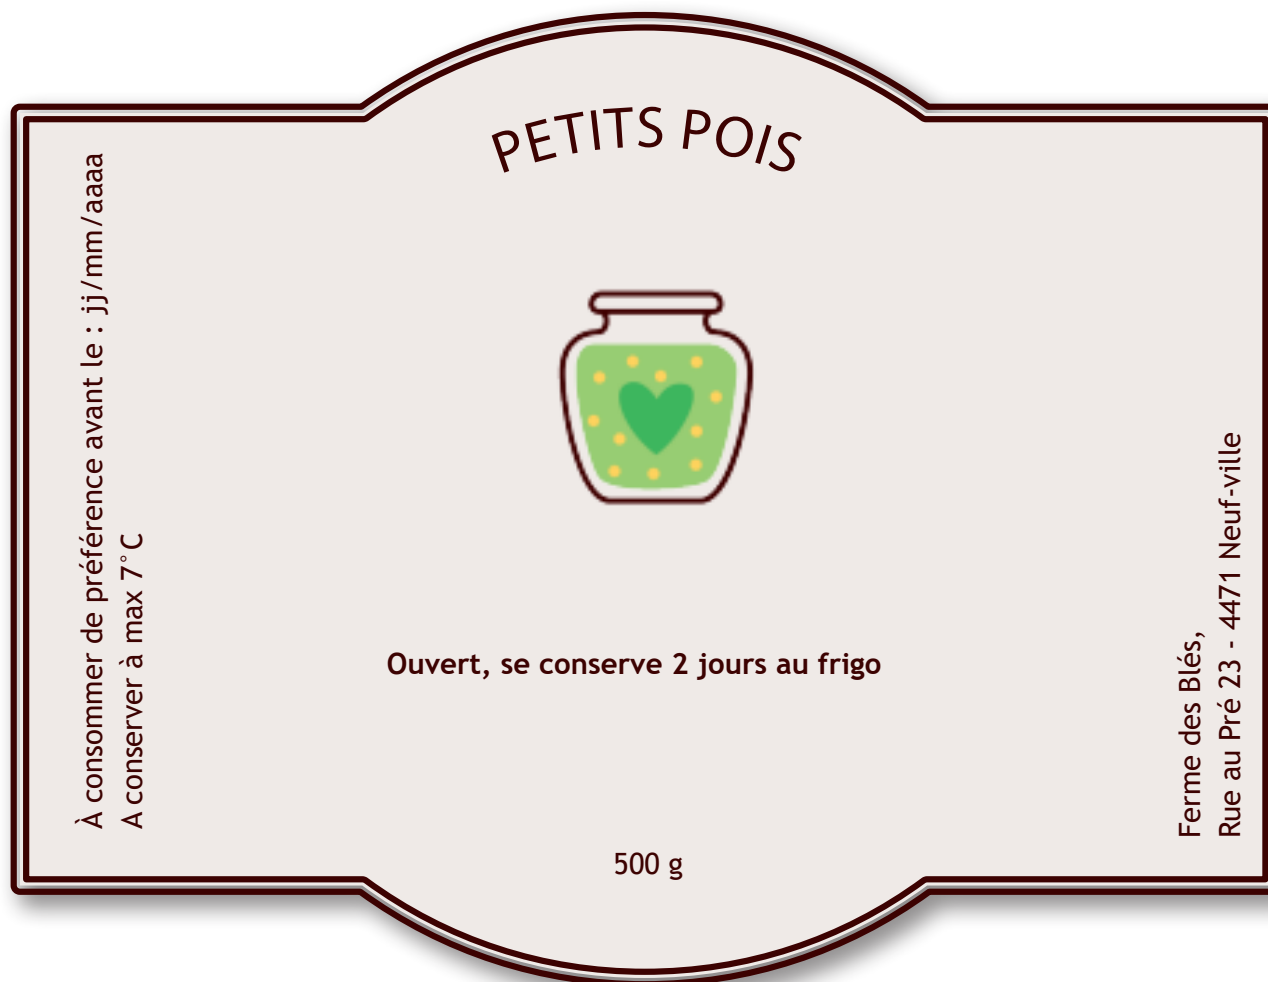 PETITS POIS
À consommer de préférence avant le : jj/mm/aaaa
A conserver à max 7°C
Ouvert, se conserve 2 jours au frigo
500 g
Ferme des Blés,
Rue au Pré 23 - 4471 Neuf-ville